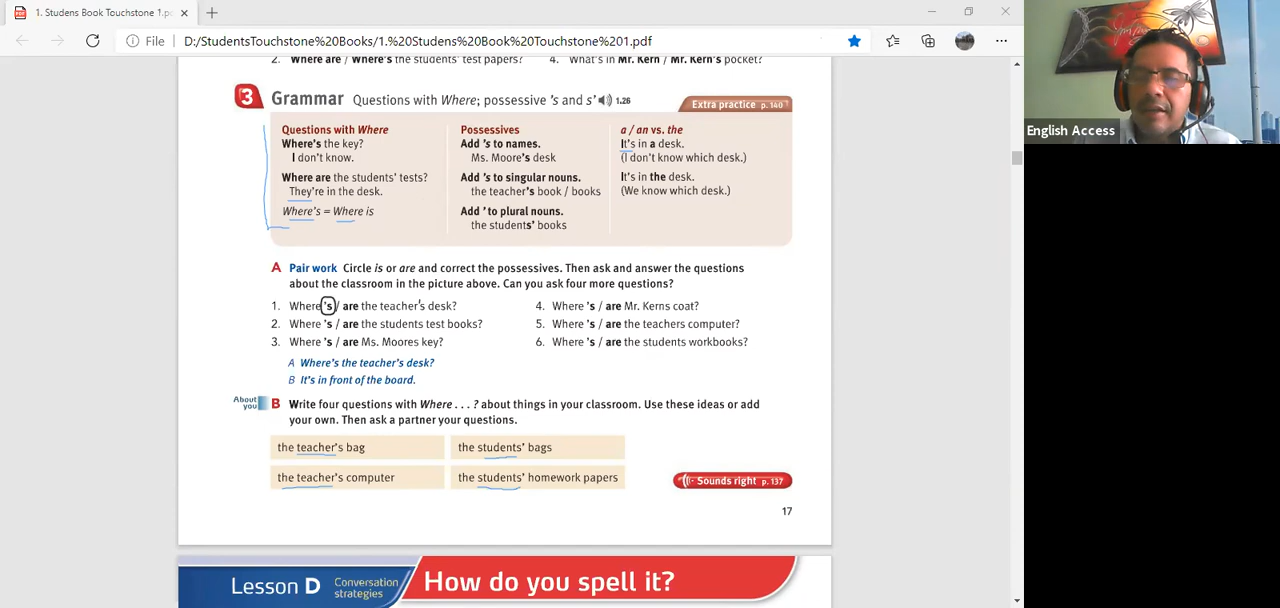 1. Studens Book Touchstone 1.pc
File
D:/StudentsTouchstone%20Books/1.%20Studens%20Book%20Touchstone%201.pdf
2. Where are / Where's the students' test papers? 4. What's in Mr. Kern / Mr. Kern's pocket?
3 Grammar Questions with Where; possessive 's and s' 1.26
Extra practice p. 140
Questions with Where
Where's the key?
I don't know.
Where are the students' tests?
They're in the desk.
Where's = Where is
Possessives
Add 's to names.
Ms. Moore's desk
Add 's to singular nouns.
the teacher's book / books
Add ' to plural nouns.
the students' books
a / an vs. the
It's in a desk.
(I don't know which desk.)
It's in the desk.
(We know which desk.)
A Pair work Circle is or are and correct the possessives. Then ask and answer the questions
about the classroom in the picture above. Can you ask four more questions?
1. Where 's / are the teacher's desk?
2. Where 's / are the students test books?
3. Where 's / are Ms. Moores key?
4. Where 's / are Mr. Kerns coat?
5. Where 's / are the teachers computer?
6. Where 's / are the students workbooks?
A Where's the teacher's desk?
B It's in front of the board.
About you
B Write four questions with Where . . . ? about things in your classroom. Use these ideas or add
your own. Then ask a partner your questions.
the teacher's bag
the students' bags
the teacher's computer
the students' homework papers
Sounds right p. 137
17
Lesson D Conversation strategies
How do you spell it?
English Access